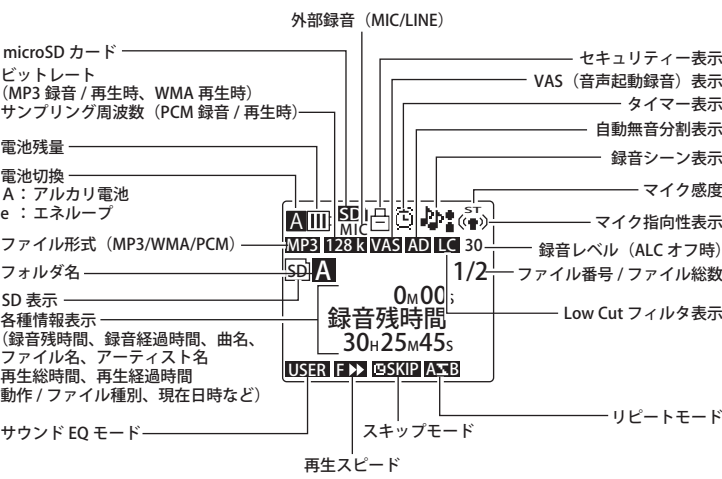 外部録音（MIC/LINE）
microSD カード
ビットレート
（MP3 録音 / 再生時、WMA 再生時）
サンプリング周波数（PCM 録音 / 再生時）
電池残量
電池切換
A ：アルカリ電池
e ：エネループ
ファイル形式（MP3/WMA/PCM）
フォルダ名
SD 表示
各種情報表示
（録音残時間、録音経過時間、曲名、
ファイル名、アーティスト名
再生総時間、再生経過時間
動作 / ファイル種別、現在日時など）
サウンド EQ モード
再生スピード
スキップモード
リピートモード
セキュリティー表示
VAS（音声起動録音）表示
タイマー表示
自動無音分割表示
録音シーン表示
マイク感度
マイク指向性表示
録音レベル（ALC オフ時）
ファイル番号 / ファイル総数
Low Cut フィルタ表示
A SD ST
MIC
MP3 128 k VAS AD LC 30
SD A 1/2
0M00s
録音残時間
30H25M45s
USER F SKIP A B